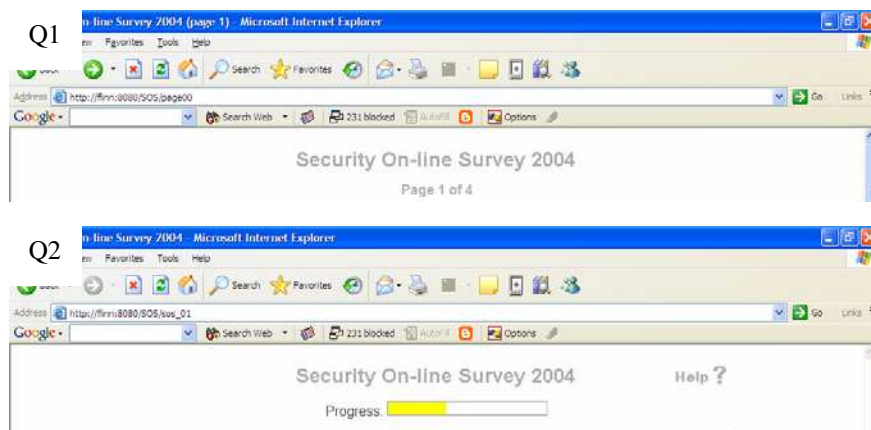 Q1
n-line Survey 2004 (page 1) - Microsoft Internet Explorer
Favorites Tools Help
Search Favorites
Address http://finn:8080/SOS/page00 Go Links
Google Search Web 231 blocked AutoFill Options
Security On-line Survey 2004
Page 1 of 4
Q2
n-line Survey 2004 - Microsoft Internet Explorer
Favorites Tools Help
Search Favorites
Address http://finn:8080/SOS/sos_01 Go Links
Google Search Web 231 blocked AutoFill Options
Security On-line Survey 2004 Help ?
Progress: